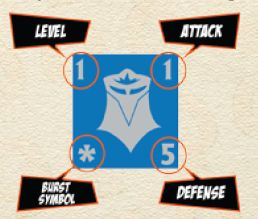 LEVEL
ATTACK
1
1
*
5
BURST
SYMBOL
DEFENSE